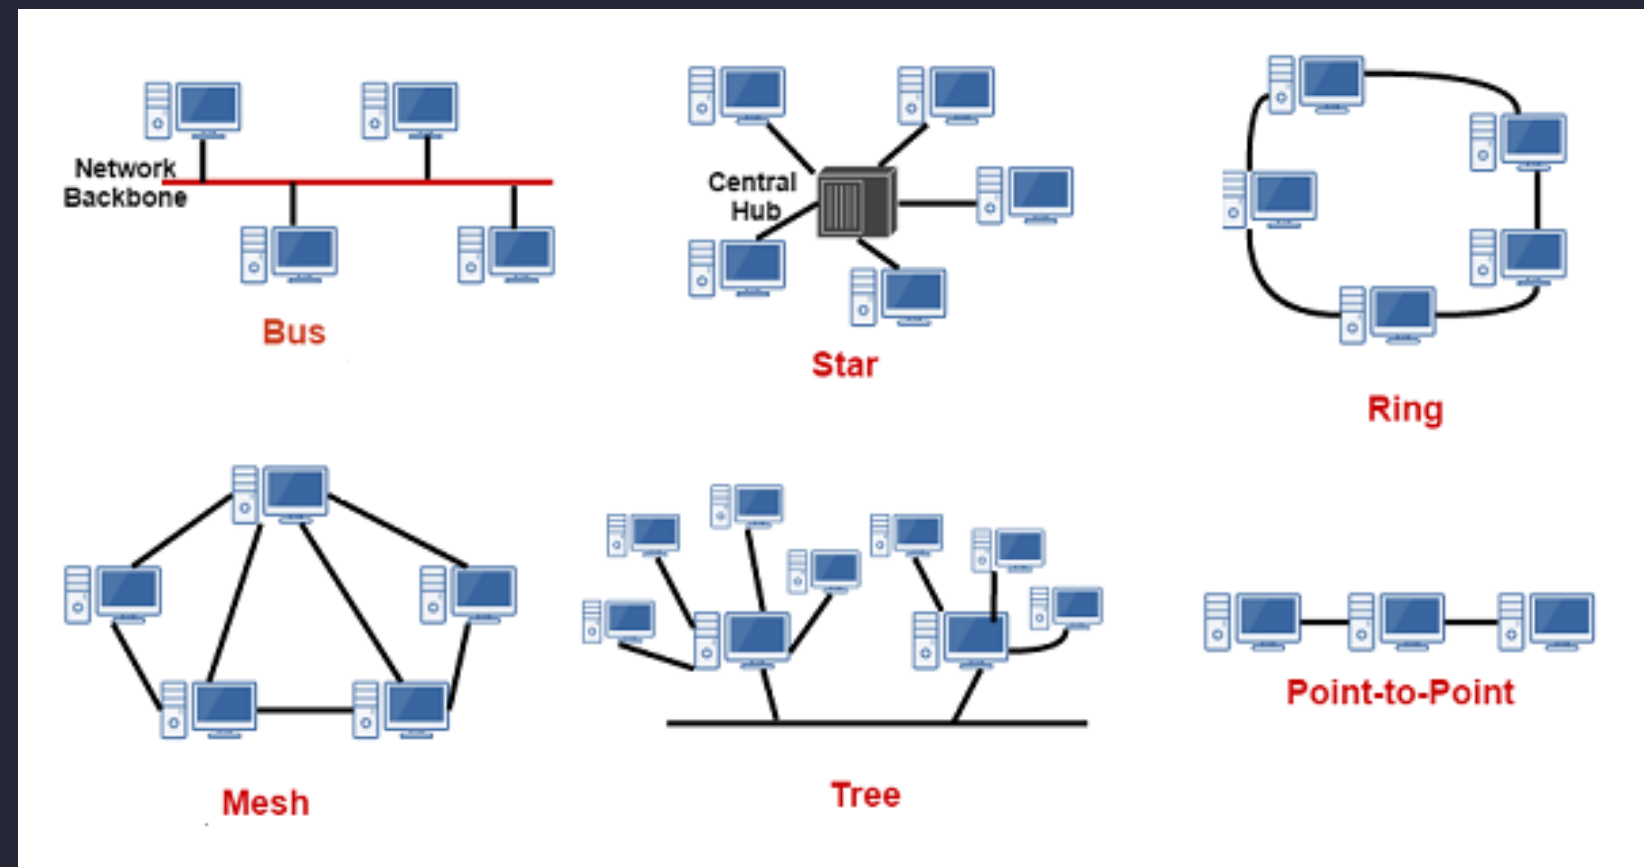 Network
Backbone
Bus
Central
Hub
Star
Ring
Mesh
Tree
Point-to-Point